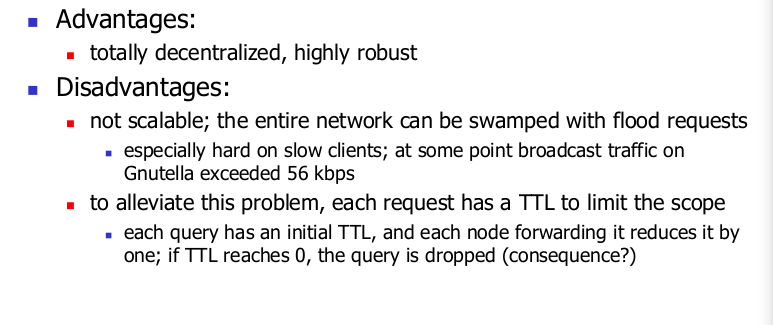 Advantages:
totally decentralized, highly robust
Disadvantages:
not scalable; the entire network can be swamped with flood requests
especially hard on slow clients; at some point broadcast traffic on
Gnutella exceeded 56 kbps
to alleviate this problem, each request has a TTL to limit the scope
each query has an initial TTL, and each node forwarding it reduces it by
one; if TTL reaches 0, the query is dropped (consequence?)